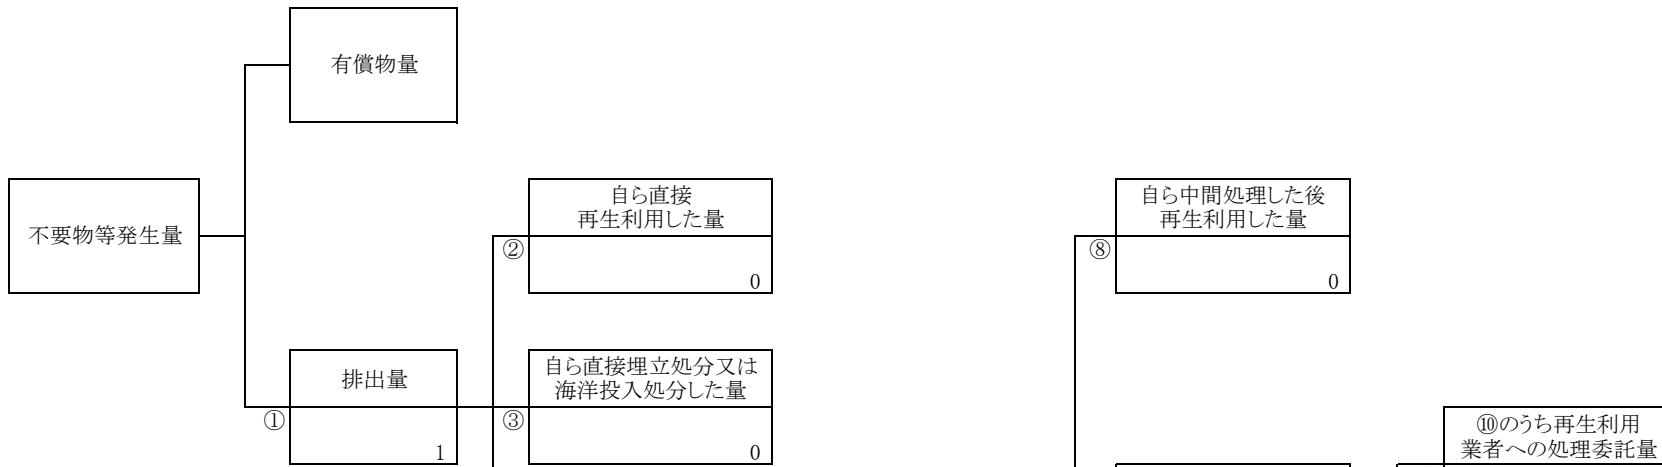 有償物量
不要物等発生量
自ら直接
再生利用した量
②
0
自ら中間処理した後
再生利用した量
⑧
0
排出量
①
1
自ら直接埋立処分又は
海洋投入処分した量
③
0
⑩のうち再生利用
業者への処理委託量